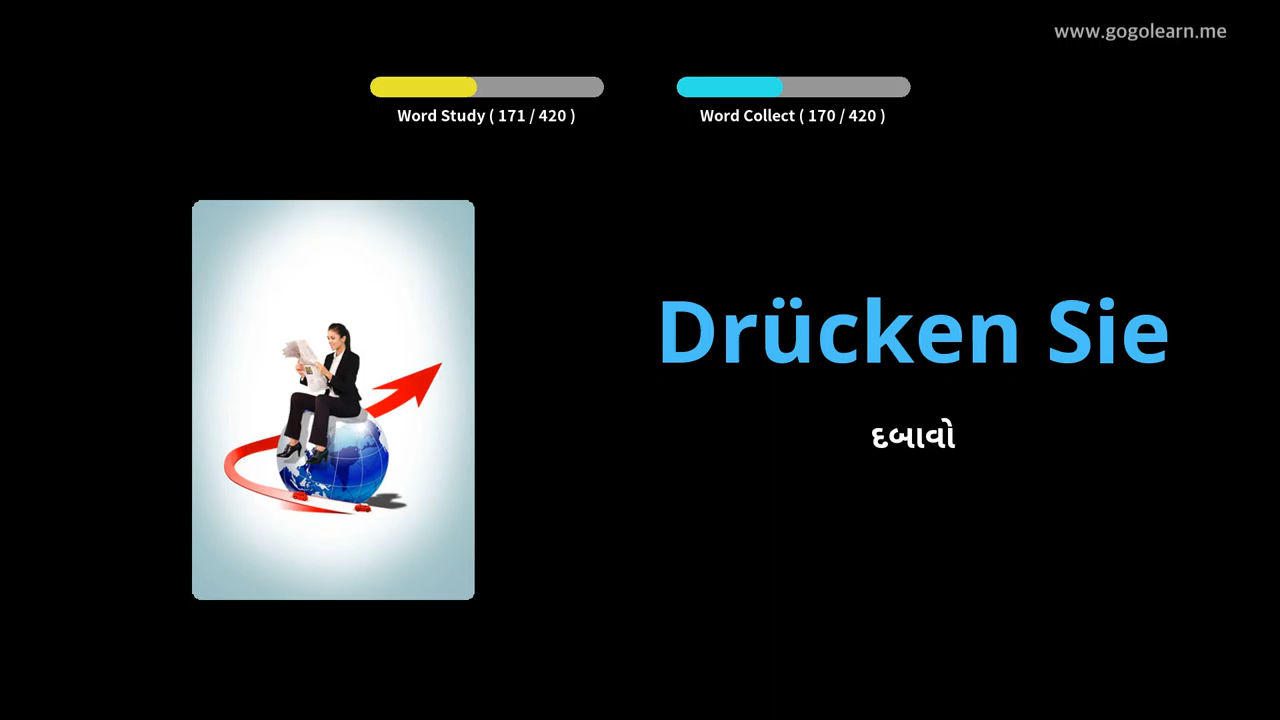 www.gogolearn.me
Word Study ( 171 / 420 )
Word Collect ( 170 / 420 )
Drücken Sie
દબાવો